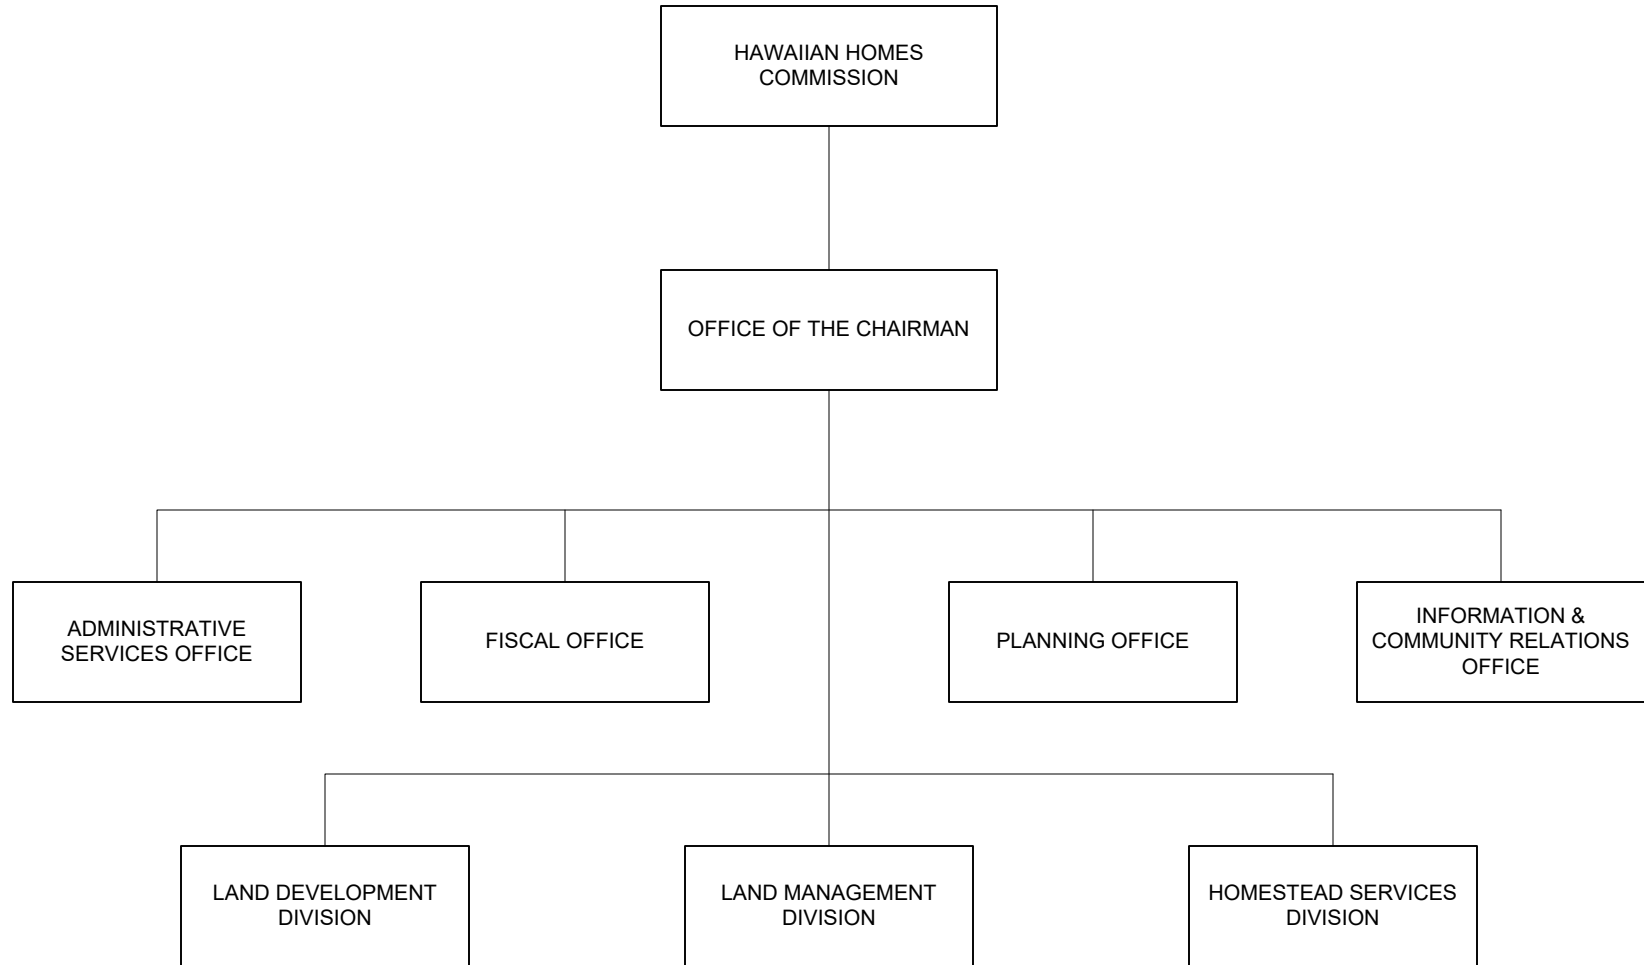 HAWAIIAN HOMES
COMMISSION
OFFICE OF THE CHAIRMAN
ADMINISTRATIVE
SERVICES OFFICE
FISCAL OFFICE
PLANNING OFFICE
INFORMATION &
COMMUNITY RELATIONS
OFFICE
LAND DEVELOPMENT
DIVISION
LAND MANAGEMENT
DIVISION
HOMESTEAD SERVICES
DIVISION